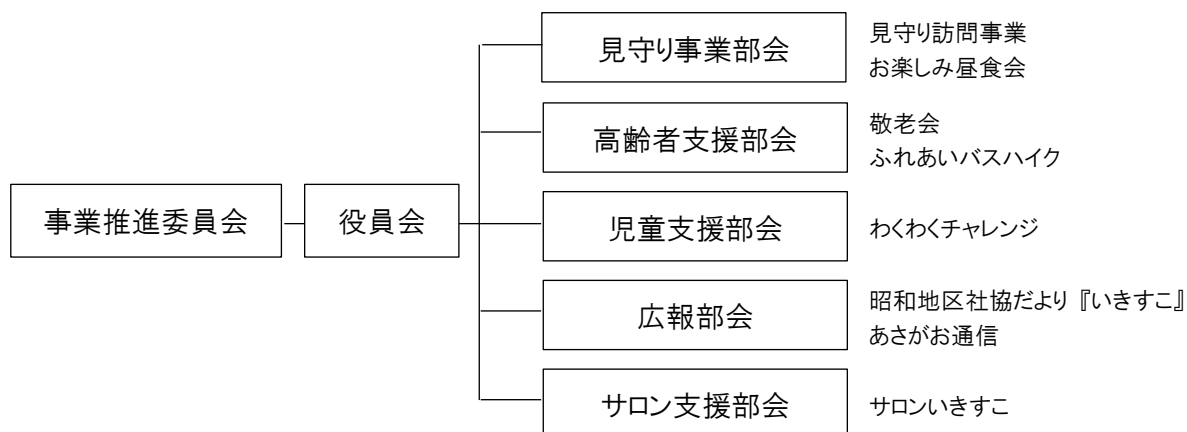 事業推進委員会
役員会
見守り事業部会
見守り訪問事業
お楽しみ昼食会
高齢者支援部会
敬老会
ふれあいバスハイク
児童支援部会
わくわくチャレンジ
広報部会
昭和地区社協だより『いきすこ』
あさがお通信
サロン支援部会
サロンいきすこ